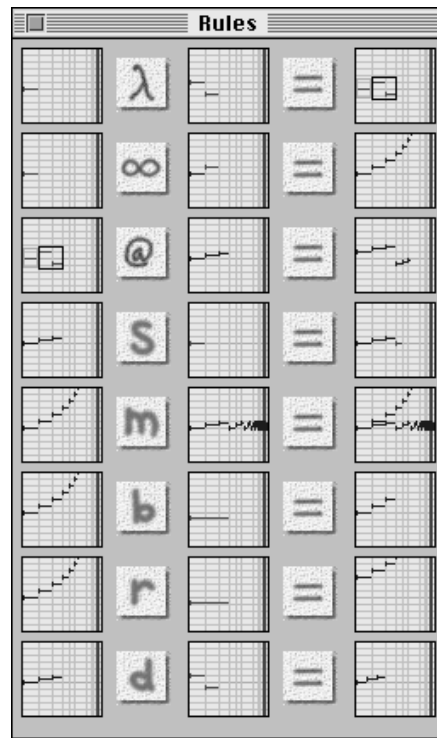 Rules
λ =
∞ =
@ =
S =
m =
b =
r =
d =